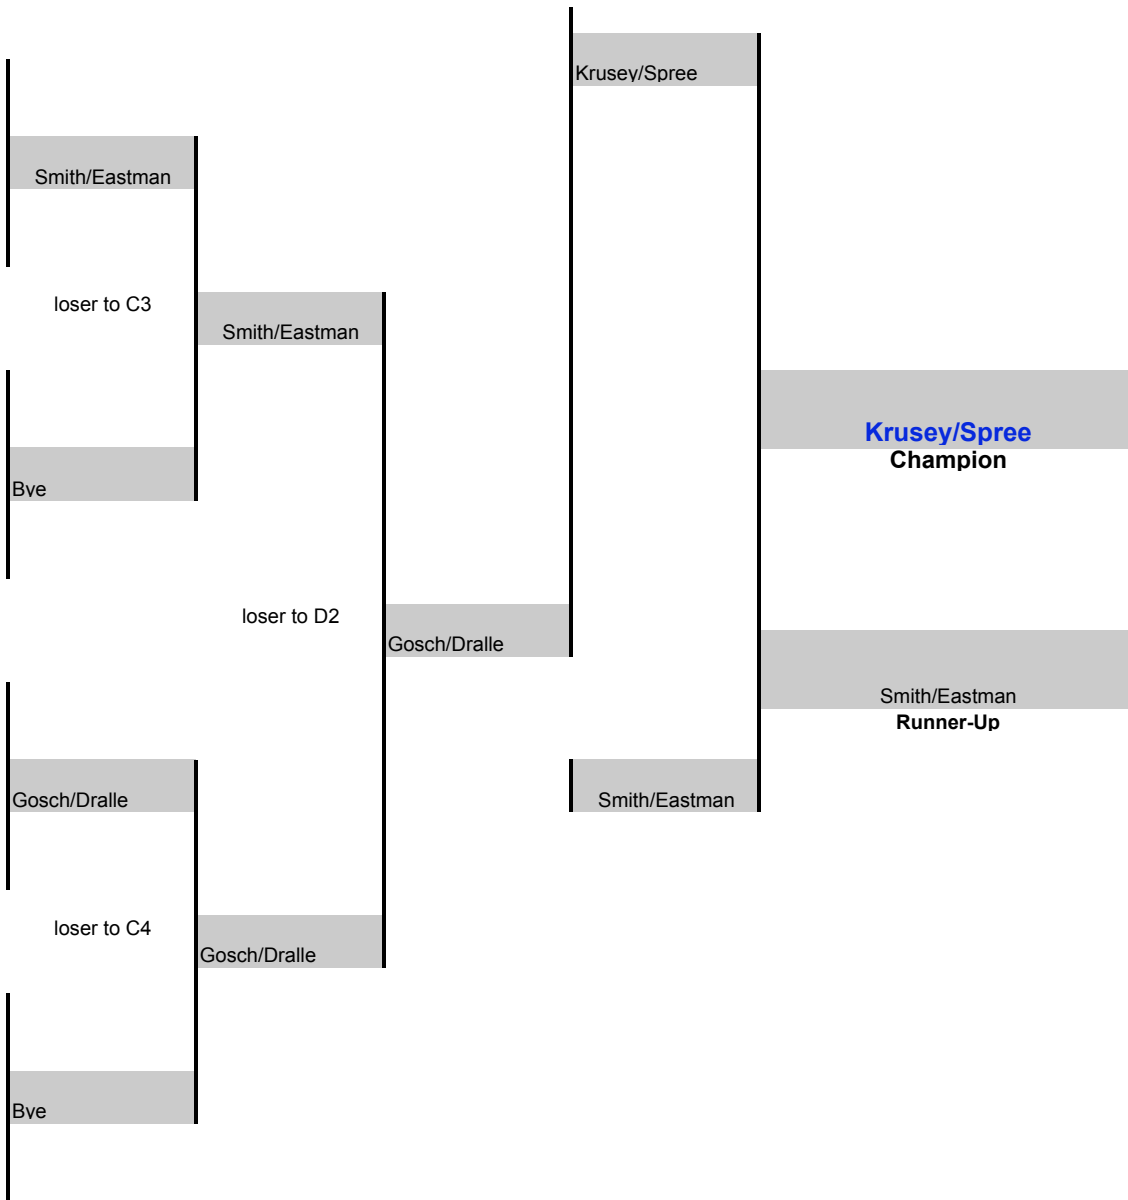 Krusey/Spree
Smith/Eastman
loser to C3
Smith/Eastman
Krusey/Spree
Champion
Bye
loser to D2
Gosch/Dralle
Smith/Eastman
Runner-Up
Gosch/Dralle
Smith/Eastman
loser to C4
Gosch/Dralle
Bye